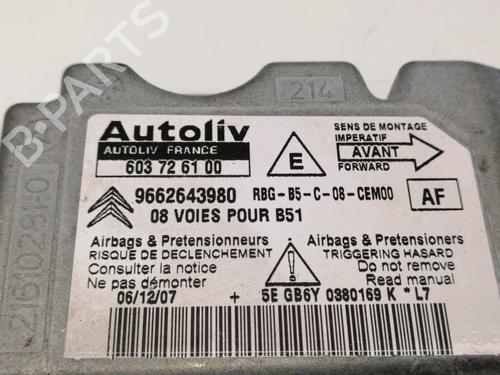 214
Autoliv
AUTOLIV FRANCE
603 72 61 00
E
SENS DE MONTAGE
IMPERATIF
AVANT
FORWARD
9662643980 RBG-B5-C-08-CEM00
AF
08 VOIES POUR B51
Airbags & Pretensionneurs
RISQUE DE DECLENCHEMENT
Consulter la notice
Ne pas démonter
Airbags & Pretensioners
TRIGGERING HASARD
Do not remove
Read manual
06/12/07 + 5E GB6Y 0380169 K * L7
B-PARTS